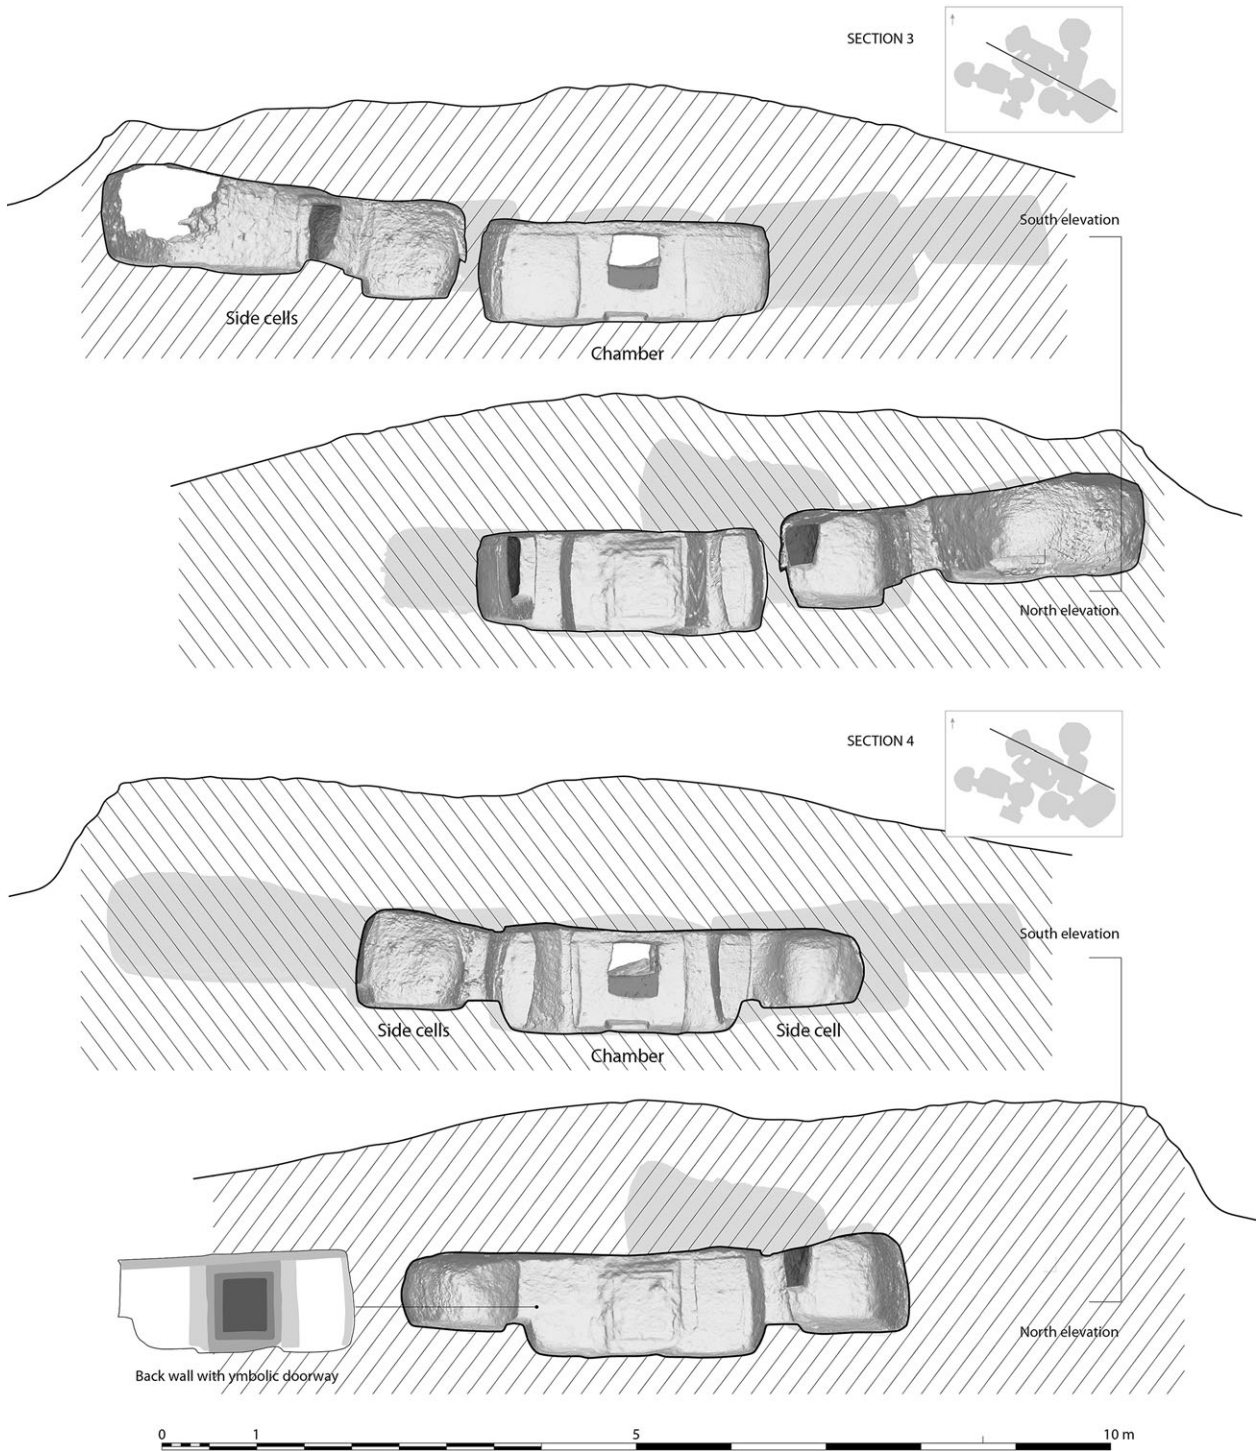 SECTION 3
South elevation
Side cells
Chamber
North elevation
SECTION 4
South elevation
Side cells
Side cell
Chamber
North elevation
Back wall with ymbolic doorway
0 1 5 10 m